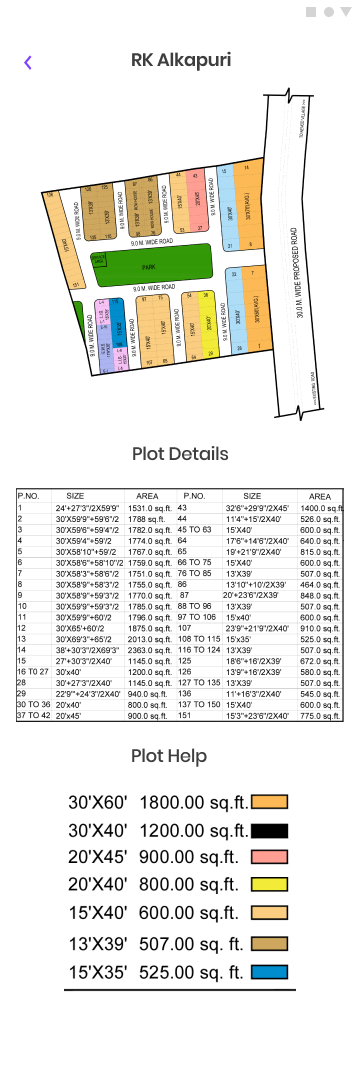 RK Alkapuri
9.0 M. WIDE ROAD
PARK
9.0 M. WIDE ROAD
30.0 M. WIDE PROPOSED ROAD
Plot Details
P.NO. SIZE AREA P.NO. SIZE AREA
1 24'+27'3"/2X59'9" 1531.0 sq.ft. 43 32'6"+29'9"/2X45' 1400.0 sq.ft.
2 30'X59'9"+59'6"/2 1788 sq.ft. 44 11'4"+15'/2X40' 526.0 sq.ft.
3 30'X59'6"+59'4"/2 1782.0 sq.ft. 45 TO 63 15'X40' 600.0 sq.ft.
4 30'X59'4"+59'/2 1774.0 sq.ft. 64 17'6"+14'6"/2X40' 640.0 sq.ft.
5 30'X58'10"+59'/2 1767.0 sq.ft. 65 19'+21'9"/2X40' 815.0 sq.ft.
6 30'X58'6"+58'10"/2 1759.0 sq.ft. 66 TO 75 15'X40' 600.0 sq.ft.
7 30'X58'3"+58'6"/2 1751.0 sq.ft. 76 TO 85 13'X39' 507.0 sq.ft.
8 30'X58'9"+58'3"/2 1755.0 sq.ft. 86 13'10"+10'/2X39' 464.0 sq.ft.
9 30'X58'9"+59'3"/2 1770.0 sq.ft. 87 20'+23'6"/2X39' 848.0 sq.ft.
10 30'X59'9"+59'3"/2 1785.0 sq.ft. 88 TO 96 13'X39' 507.0 sq.ft.
11 30'X59'9"+60'/2 1796.0 sq.ft. 97 TO 106 15'x40' 600.0 sq.ft.
12 30'X65'+60'/2 1875.0 sq.ft. 107 23'9"+21'9"/2X40' 910.0 sq.ft.
13 30'X69'3"+65'/2 2013.0 sq.ft. 108 TO 115 15'x35' 525.0 sq.ft.
14 38'+30'3"/2X69'3" 2363.0 sq.ft. 116 TO 124 13'X39' 507.0 sq.ft.
15 27'+30'3"/2X40' 1145.0 sq.ft. 125 18'6"+16'/2X39' 672.0 sq.ft.
16 T0 27 30'x40' 1200.0 sq.ft. 126 13'9"+16'/2X39' 580.0 sq.ft.
28 30'+27'3"/2X40' 1145.0 sq.ft. 127 TO 135 13'X39' 507.0 sq.ft.
29 22'9"'+24'3"/2X40' 940.0 sq.ft. 136 11'+16'3"/2X40' 545.0 sq.ft.
30 TO 36 20'x40' 800.0 sq.ft. 137 TO 150 15'X40' 600.0 sq.ft.
37 TO 42 20'x45' 900.0 sq.ft. 151 15'3"+23'6"/2X40' 775.0 sq.ft.
Plot Help
30'X60' 1800.00 sq.ft.
30'X40' 1200.00 sq.ft.
20'X45' 900.00 sq.ft.
20'X40' 800.00 sq.ft.
15'X40' 600.00 sq.ft.
13'X39' 507.00 sq. ft.
15'X35' 525.00 sq. ft.